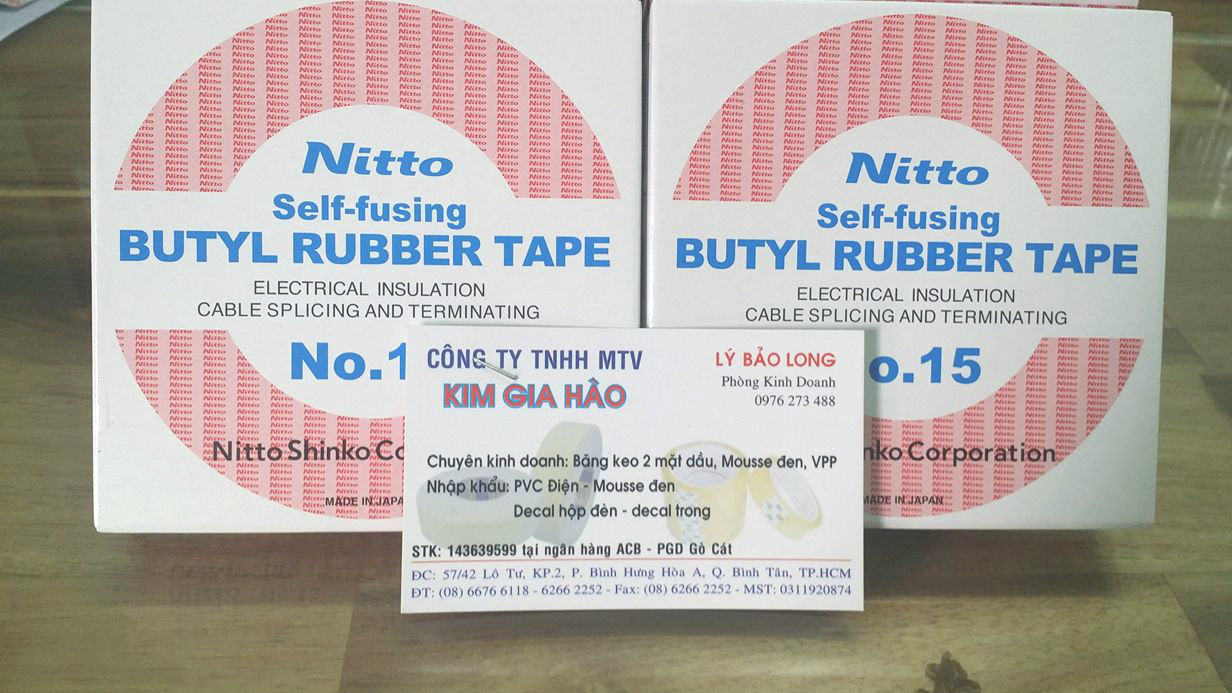 Nitto
Self-fusing
BUTYL RUBBER TAPE
ELECTRICAL INSULATION
CABLE SPLICING AND TERMINATING
No.1
Nitto Shinko Co
MADE IN JAPA
Nitto
Self-fusing
BUTYL RUBBER TAPE
ELECTRICAL INSULATION
CABLE SPLICING AND TERMINATING
o.15
nko Corporation
MADE IN JAPAN
CÔNG TY TNHH MTV
KIM GIA HÀO
LÝ BẢO LONG
Phòng Kinh Doanh
0976 273 488
Chuyên kinh doanh: Băng keo 2 mặt dầu, Mousse đen, VPP
Nhập khẩu: PVC Điện - Mousse đen
Decal hộp đèn - decal trong
STK: 143639599 tại ngân hàng ACB - PGD Gò Cát
ĐC: 57/42 Lô Tư, KP.2, P. Bình Hưng Hòa A, Q. Bình Tân, TP.HCM
ĐT: (08) 6676 6118 - 6266 2252 - Fax: (08) 6266 2252 - MST: 0311920874